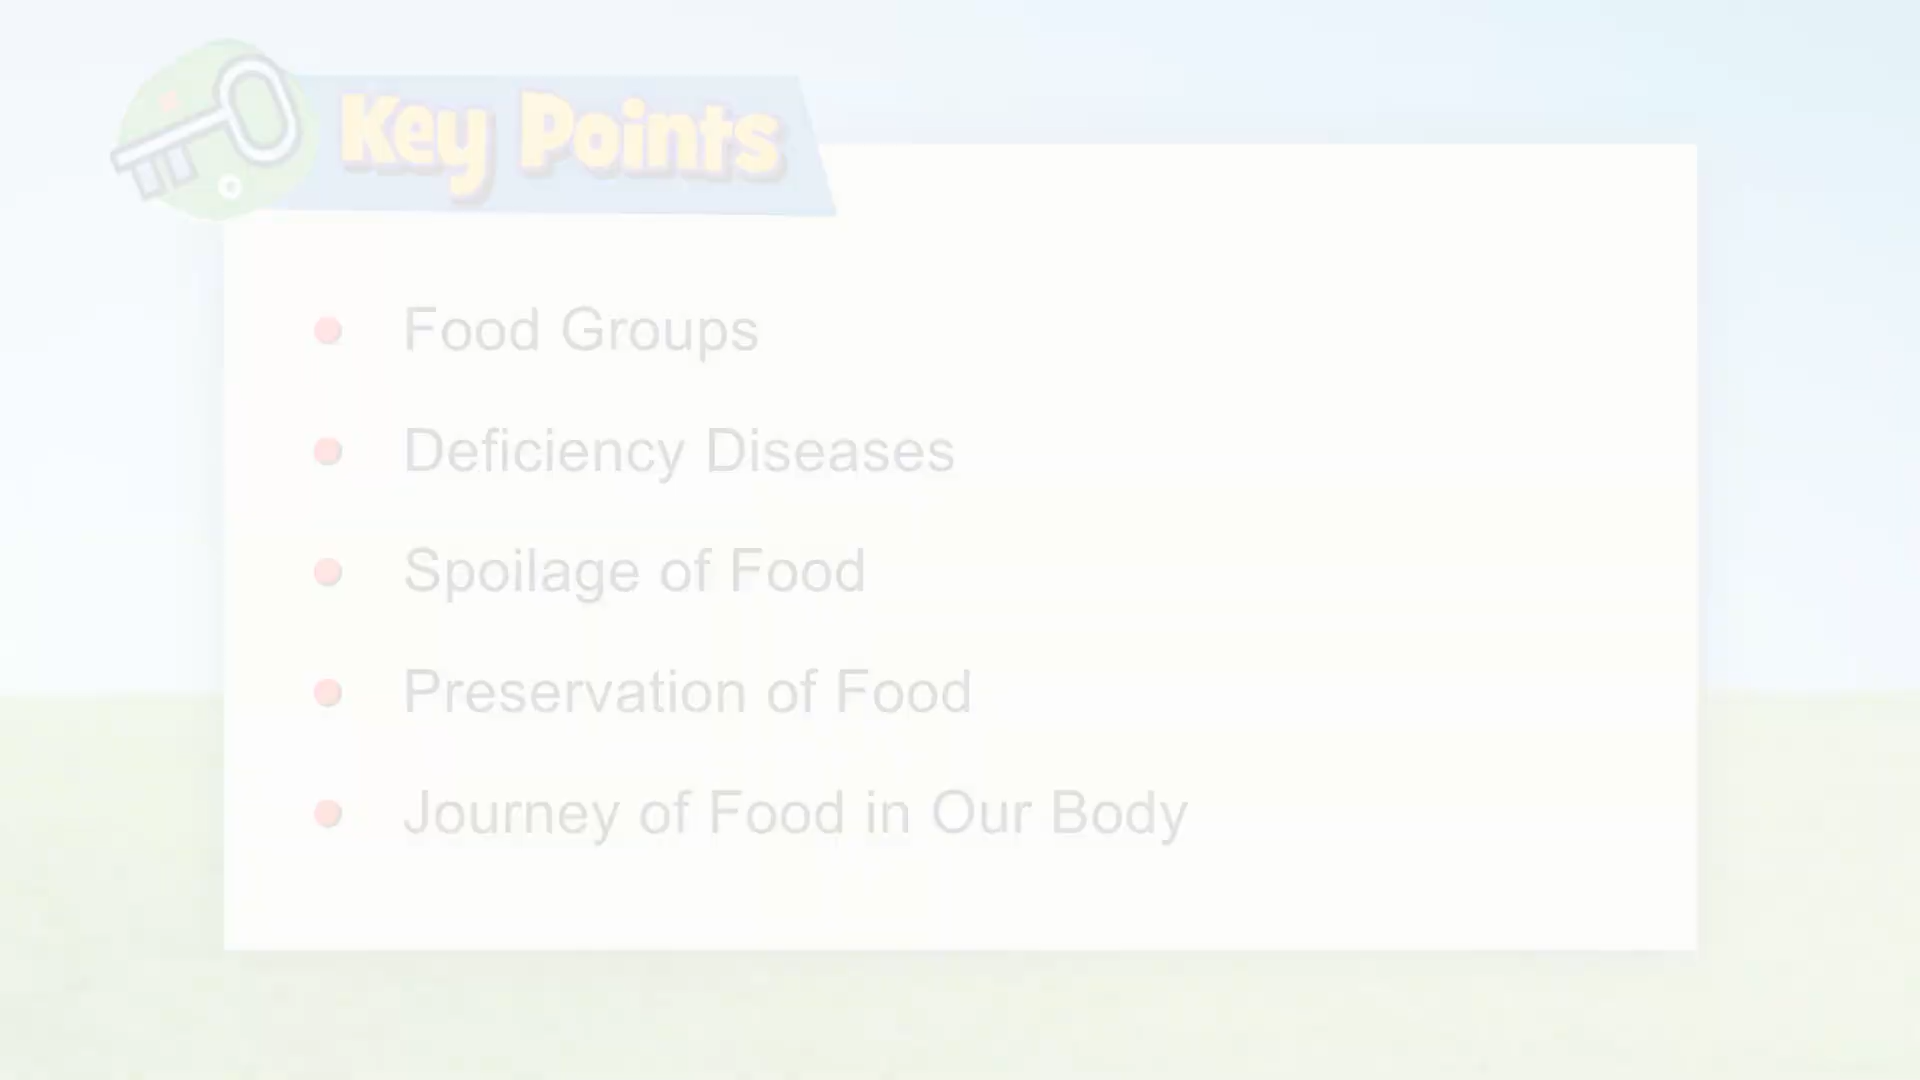 Key Points
Food Groups
Deficiency Diseases
Spoilage of Food
Preservation of Food
Journey of Food in Our Body